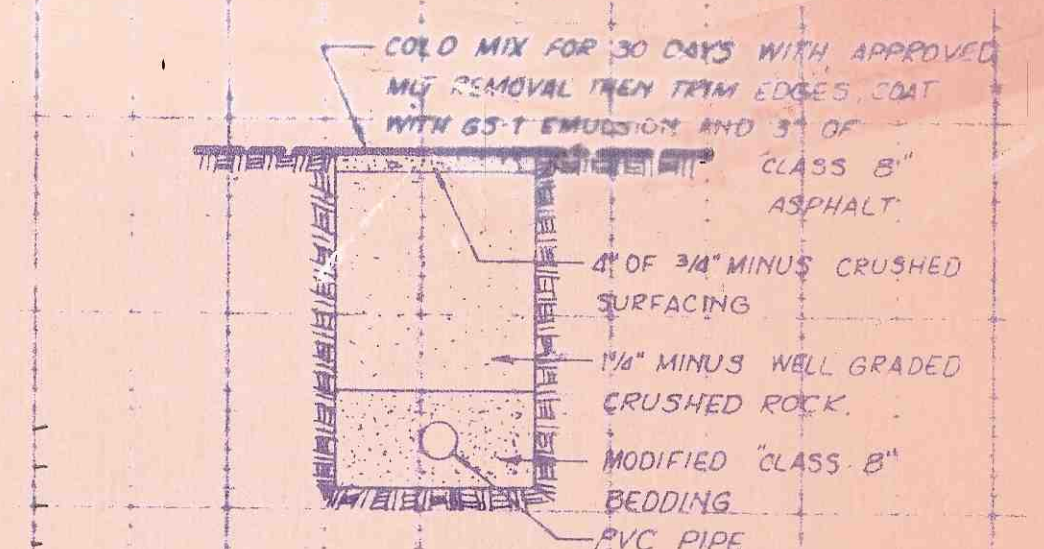 COLD MIX FOR 30 DAYS WITH APPROVED
REMOVAL THEN TRIM EDGES, COAT
WITH EMULSION AND 3" OF
"CLASS B"
ASPHALT.
4" OF 3/4" MINUS CRUSHED
SURFACING
1 1/4" MINUS WELL GRADED
CRUSHED ROCK.
MODIFIED "CLASS B"
BEDDING
PVC PIPE